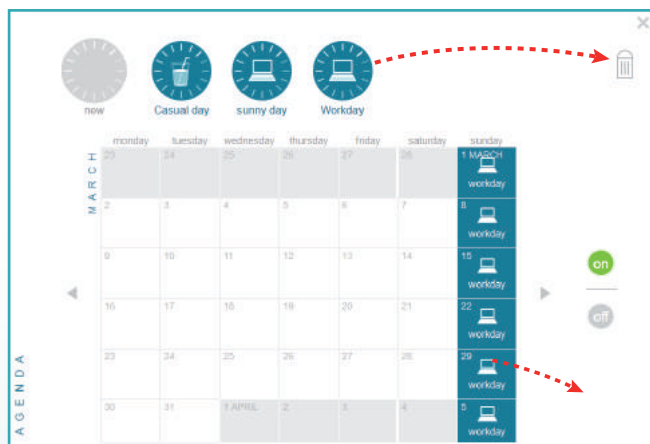 ×
new Casual day sunny day Workday
monday tuesday wednesday thursday friday saturday sunday
MARCH
23 24 25 26 27 28 1 MARCH
workday
2 3 4 5 6 7 8
workday
9 10 11 12 13 14 15
workday
on
16 17 18 19 20 21 22
workday
off
23 24 25 26 27 28 29
workday
30 31 1 APRIL 2 3 4 5
workday
AGENDA